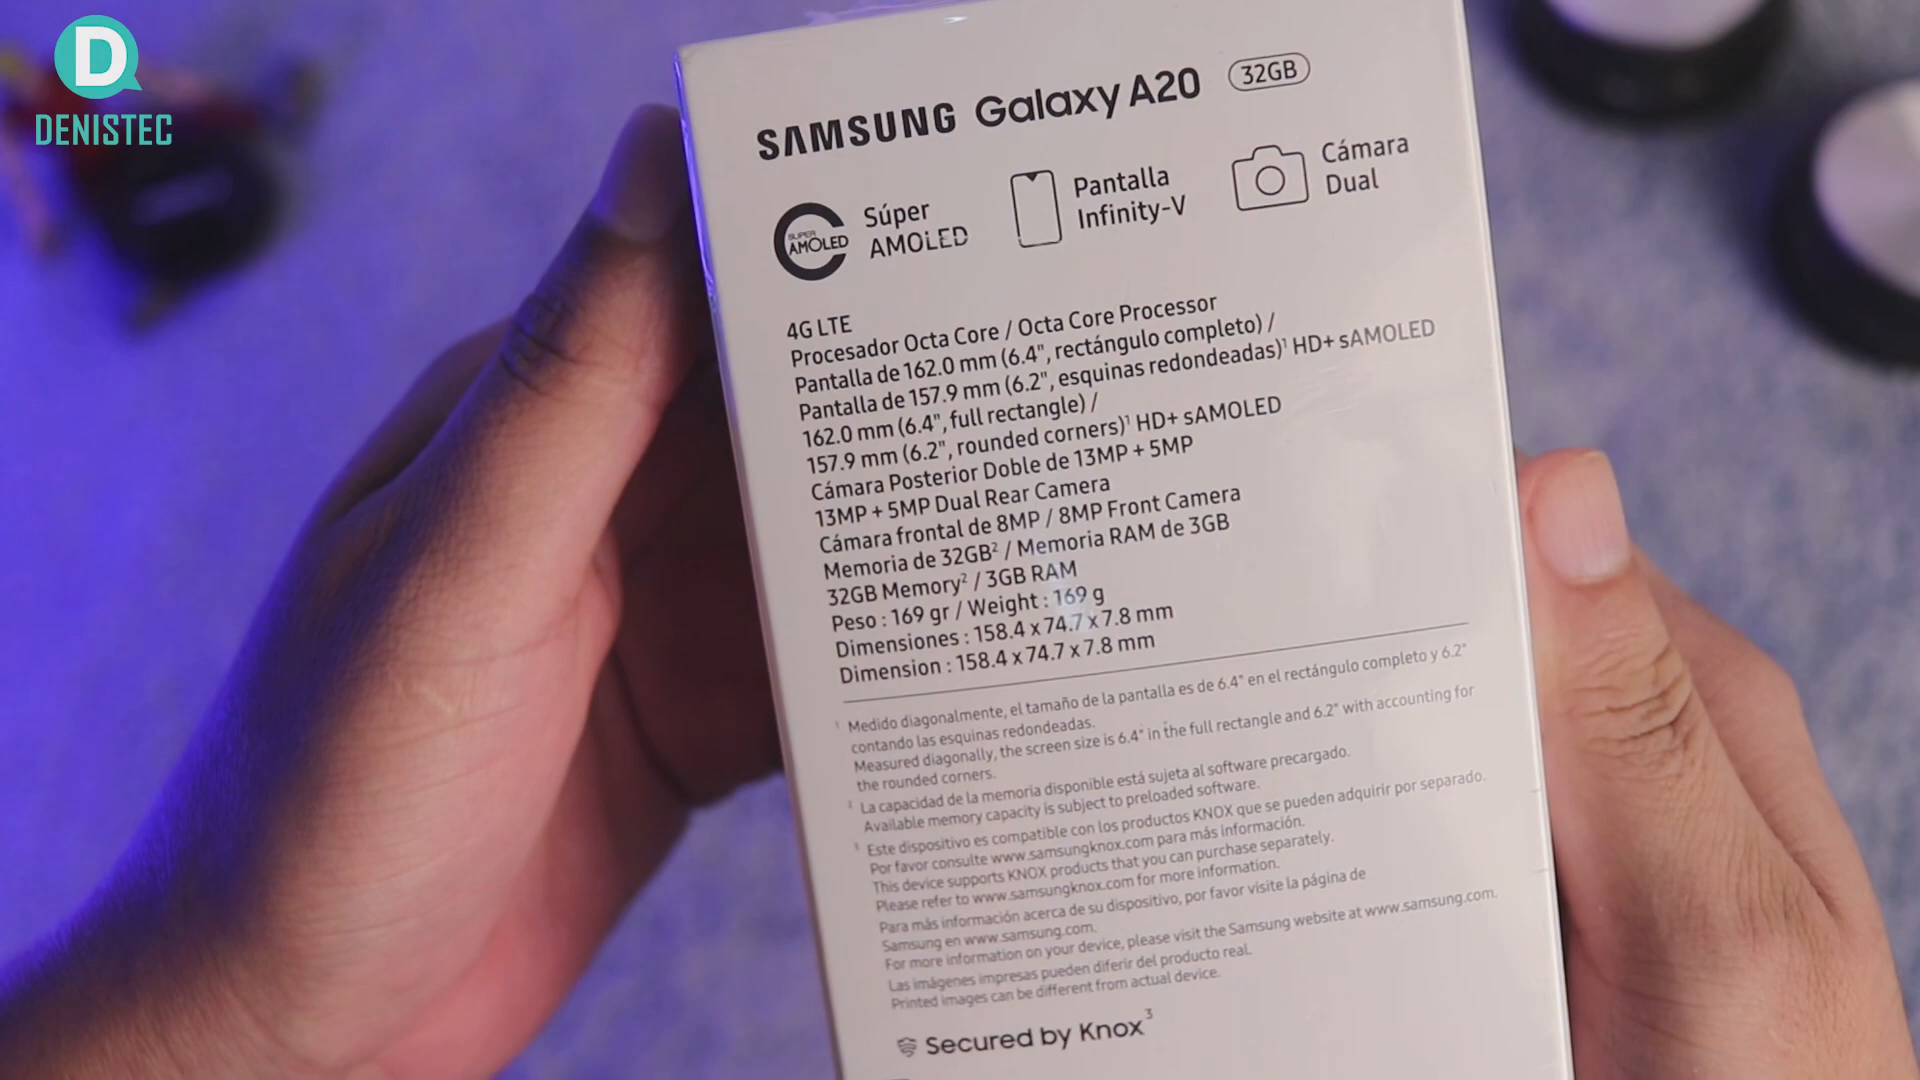 D
DENISTEC
SAMSUNG Galaxy A20 32GB
SUPER AMOLED
Súper AMOLED
Pantalla Infinity-V
Cámara Dual
4G LTE
Procesador Octa Core / Octa Core Processor
Pantalla de 162.0 mm (6.4", rectángulo completo) /
Pantalla de 157.9 mm (6.2", esquinas redondeadas)¹ HD+ sAMOLED
162.0 mm (6.4", full rectangle) /
157.9 mm (6.2", rounded corners)¹ HD+ sAMOLED
Cámara Posterior Doble de 13MP + 5MP
13MP + 5MP Dual Rear Camera
Cámara frontal de 8MP / 8MP Front Camera
Memoria de 32GB² / Memoria RAM de 3GB
32GB Memory² / 3GB RAM
Peso : 169 gr / Weight : 169 g
Dimensiones : 158.4 x 74.7 x 7.8 mm
Dimension : 158.4 x 74.7 x 7.8 mm
¹ Medido diagonalmente, el tamaño de la pantalla es de 6.4" en el rectángulo completo y 6.2"
contando las esquinas redondeadas.
Measured diagonally, the screen size is 6.4" in the full rectangle and 6.2" with accounting for
the rounded corners.
² La capacidad de la memoria disponible está sujeta al software precargado.
Available memory capacity is subject to preloaded software.
³ Este dispositivo es compatible con los productos KNOX que se pueden adquirir por separado.
Por favor consulte www.samsungknox.com para más información.
This device supports KNOX products that you can purchase separately.
Please refer to www.samsungknox.com for more information.
Para más información acerca de su dispositivo, por favor visite la página de
Samsung en www.samsung.com.
For more information on your device, please visit the Samsung website at www.samsung.com.
Las imágenes impresas pueden diferir del producto real.
Printed images can be different from actual device.
Secured by Knox³